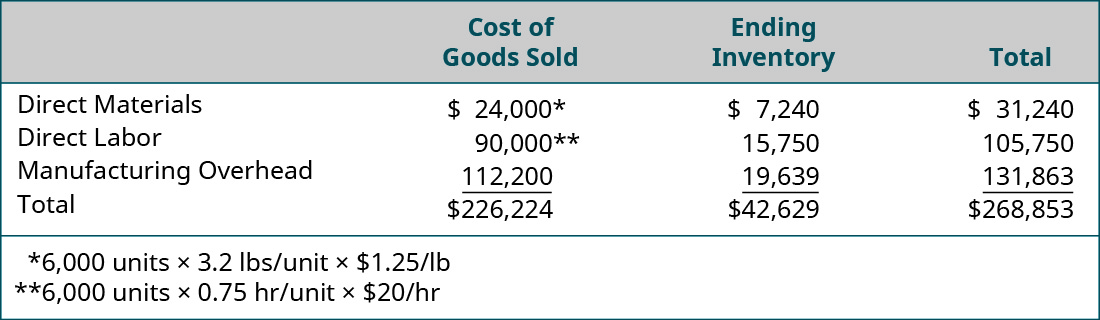 Cost of Goods Sold Ending Inventory Total
Direct Materials $ 24,000* $ 7,240 $ 31,240
Direct Labor 90,000** 15,750 105,750
Manufacturing Overhead 112,200 19,639 131,863
Total $226,224 $42,629 $268,853
*6,000 units × 3.2 lbs/unit × $1.25/lb
**6,000 units × 0.75 hr/unit × $20/hr